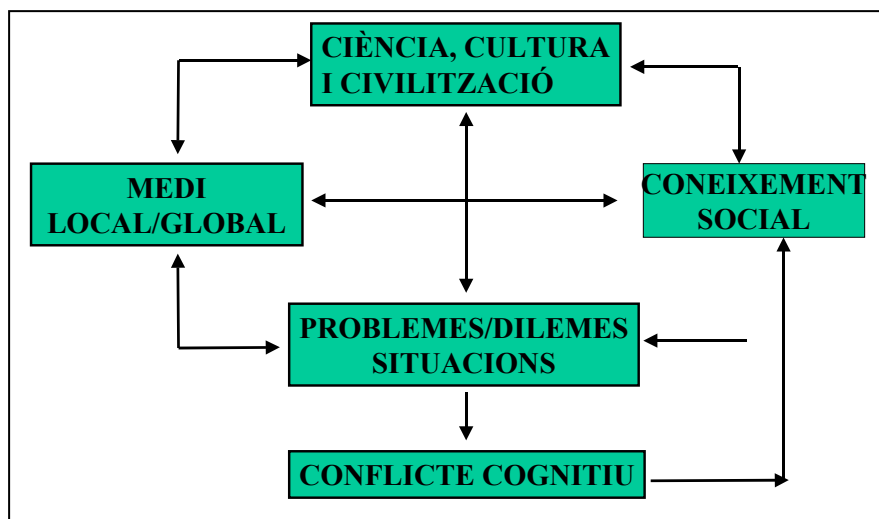 CIÈNCIA, CULTURA
I CIVILITZACIÓ
MEDI
LOCAL/GLOBAL
CONEIXEMENT
SOCIAL
PROBLEMES/DILEMES
SITUACIONS
CONFLICTE COGNITIU